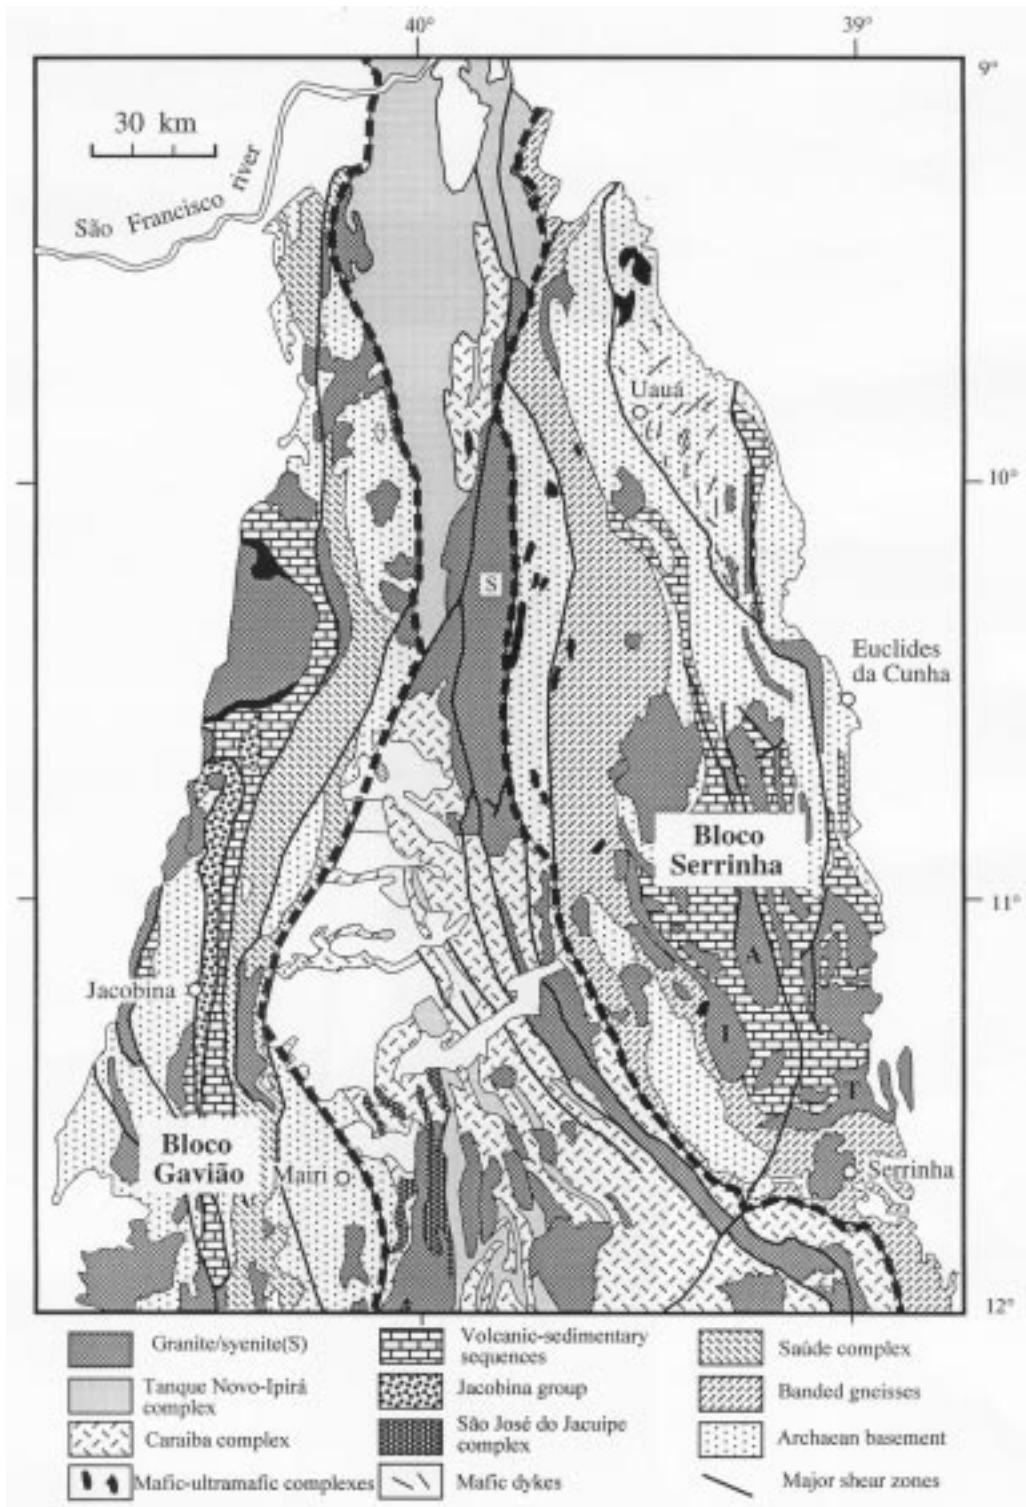 40°
39°
9°
30 km
São Francisco river
Uauá
10°
S
Euclides
da Cunha
Bloco
Serrinha
11°
A
Jacobina
I
T
Bloco
Gavião
Mairi
Serrinha
12°
Granite/syenite(S)
Volcanic-sedimentary
sequences
Saúde complex
Tanque Novo-Ipirá
complex
Jacobina group
Banded gneisses
Caraiba complex
São José do Jacuípe
complex
Archaean basement
Mafic-ultramafic complexes
Mafic dykes
Major shear zones